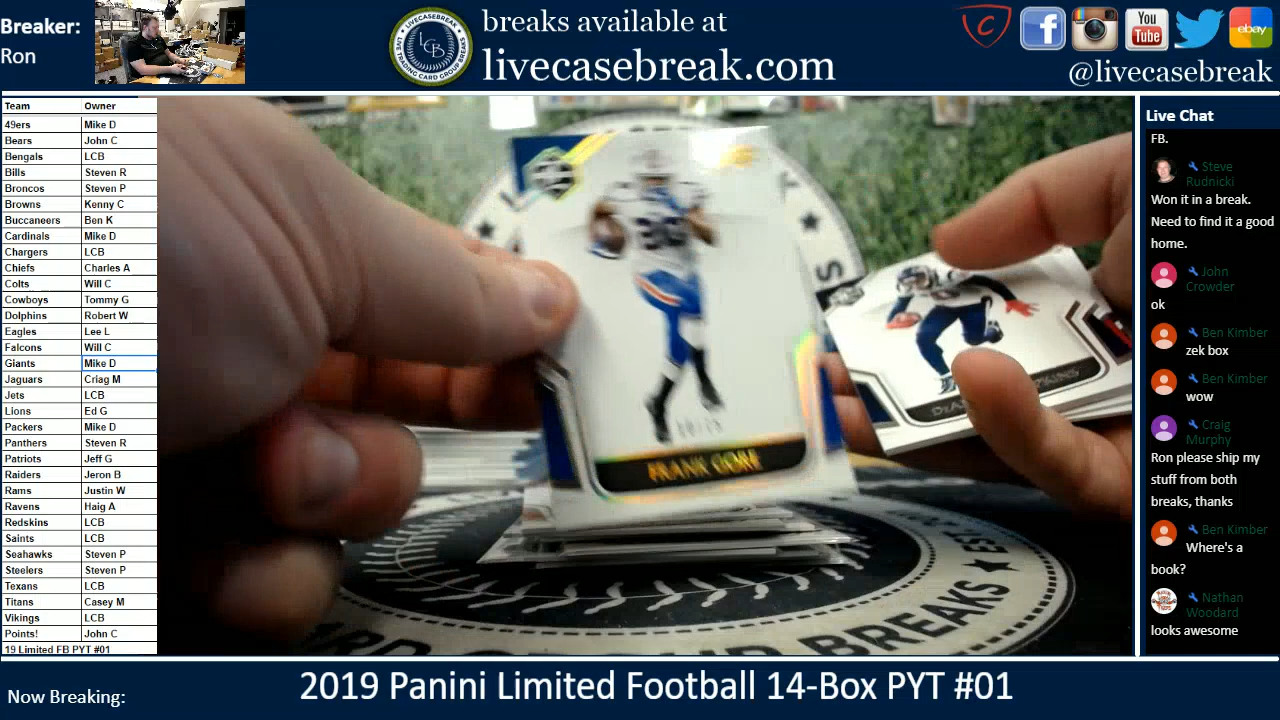 Breaker:
Ron
LCB
breaks available at
livecasebreak.com
You
Tube
ebay
@livecasebreak
Team Owner
49ers Mike D
Bears John C
Bengals LCB
Bills Steven R
Broncos Steven P
Browns Kenny C
Buccaneers Ben K
Cardinals Mike D
Chargers LCB
Chiefs Charles A
Colts Will C
Cowboys Tommy G
Dolphins Robert W
Eagles Lee L
Falcons Will C
Giants Mike D
Jaguars Criag M
Jets LCB
Lions Ed G
Packers Mike D
Panthers Steven R
Patriots Jeff G
Raiders Jeron B
Rams Justin W
Ravens Haig A
Redskins LCB
Saints LCB
Seahawks Steven P
Steelers Steven P
Texans LCB
Titans Casey M
Vikings LCB
Points! John C
19 Limited FB PYT #01
FRANK GORE
BREAKS
EST
Live Chat
FB.
Steve
Rudnicki
Won it in a break.
Need to find it a good
home.
John
Crowder
ok
Ben Kimber
zek box
Ben Kimber
wow
Craig
Murphy
Ron please ship my
stuff from both
breaks, thanks
Ben Kimber
Where's a
book?
Nathan
Woodard
looks awesome
Now Breaking:
2019 Panini Limited Football 14-Box PYT #01